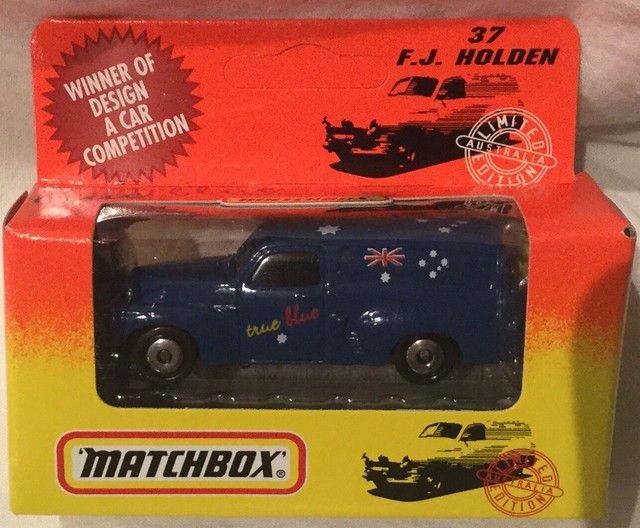 37
F.J. HOLDEN
WINNER OF
DESIGN
A CAR
COMPETITION
LIMITED
AUSTRALIA
EDITION
true blue
'MATCHBOX'®
LIMITED
AUSTRALIA
EDITION